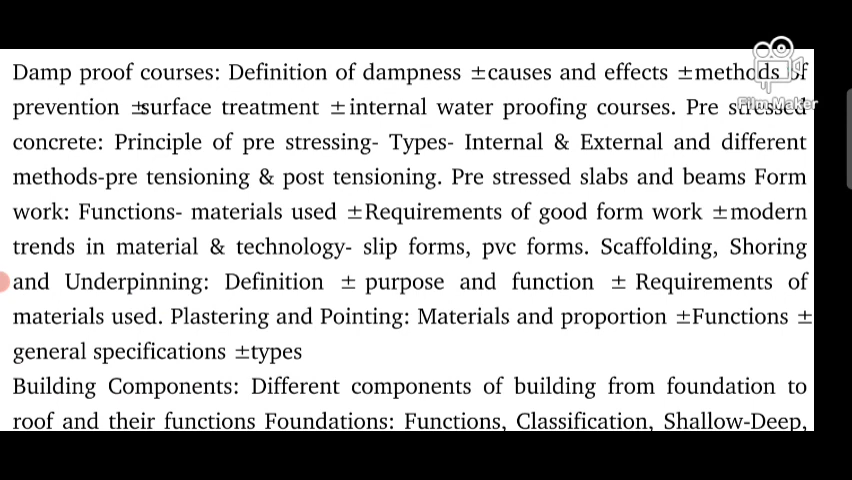 Damp proof courses: Definition of dampness ±causes and effects ±methods of
prevention ±surface treatment ±internal water proofing courses. Pre stressed
concrete: Principle of pre stressing- Types- Internal & External and different
methods-pre tensioning & post tensioning. Pre stressed slabs and beams Form
work: Functions- materials used ±Requirements of good form work ±modern
trends in material & technology- slip forms, pvc forms. Scaffolding, Shoring
and Underpinning: Definition ± purpose and function ± Requirements of
materials used. Plastering and Pointing: Materials and proportion ±Functions ±
general specifications ±types
Building Components: Different components of building from foundation to
roof and their functions Foundations: Functions, Classification, Shallow-Deep,
Film Maker